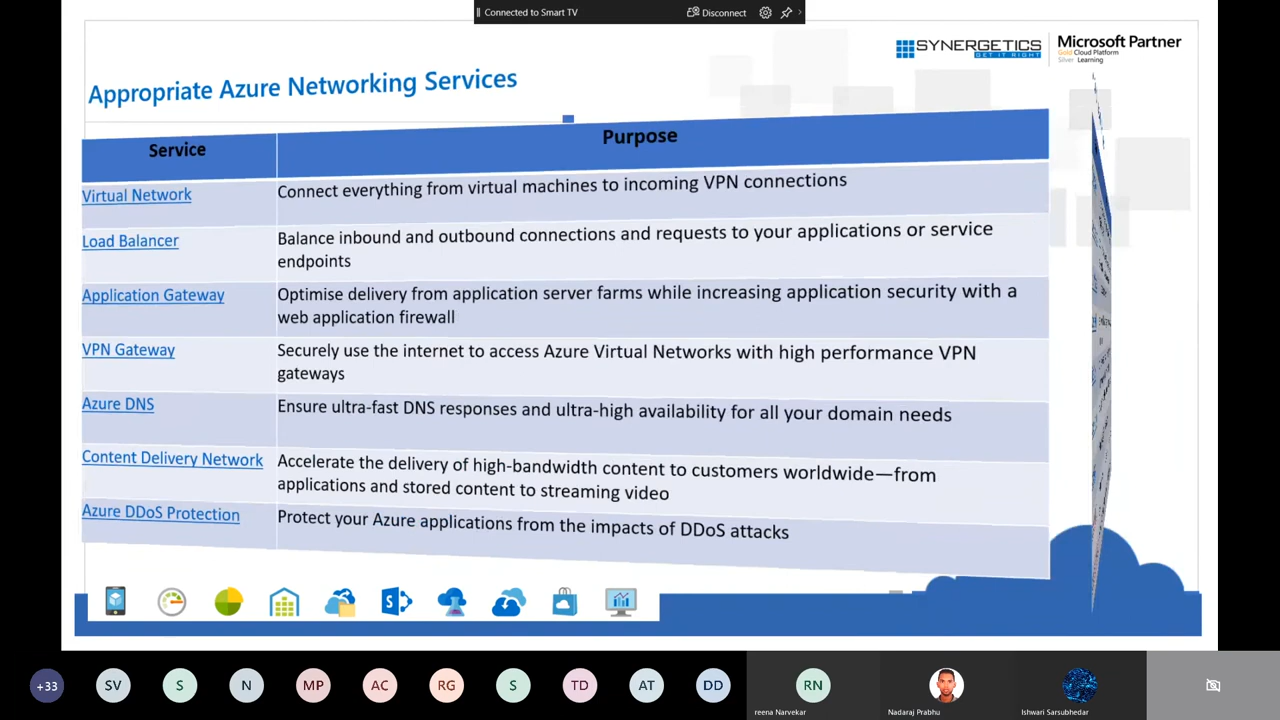 Connected to Smart TV
Disconnect
SYNERGETICS
GET IT RIGHT
Microsoft Partner
Gold Cloud Platform
Silver Learning
Appropriate Azure Networking Services
Service
Purpose
Virtual Network
Connect everything from virtual machines to incoming VPN connections
Load Balancer
Balance inbound and outbound connections and requests to your applications or service
endpoints
Application Gateway
Optimise delivery from application server farms while increasing application security with a
web application firewall
VPN Gateway
Securely use the internet to access Azure Virtual Networks with high performance VPN
gateways
Azure DNS
Ensure ultra-fast DNS responses and ultra-high availability for all your domain needs
Content Delivery Network
Accelerate the delivery of high-bandwidth content to customers worldwide—from
applications and stored content to streaming video
Azure DDoS Protection
Protect your Azure applications from the impacts of DDoS attacks
S
+33
SV
S
N
MP
AC
RG
S
TD
AT
DD
RN
reena Narvekar
Nadaraj Prabhu
Ishwari Sarsubhedar